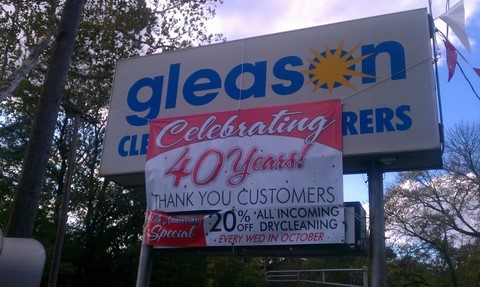 gleason
CLE RERS
Celebrating
40 Years!
THANK YOU CUSTOMERS
Special
20% OFF ALL INCOMING DRYCLEANING
EVERY WED IN OCTOBER